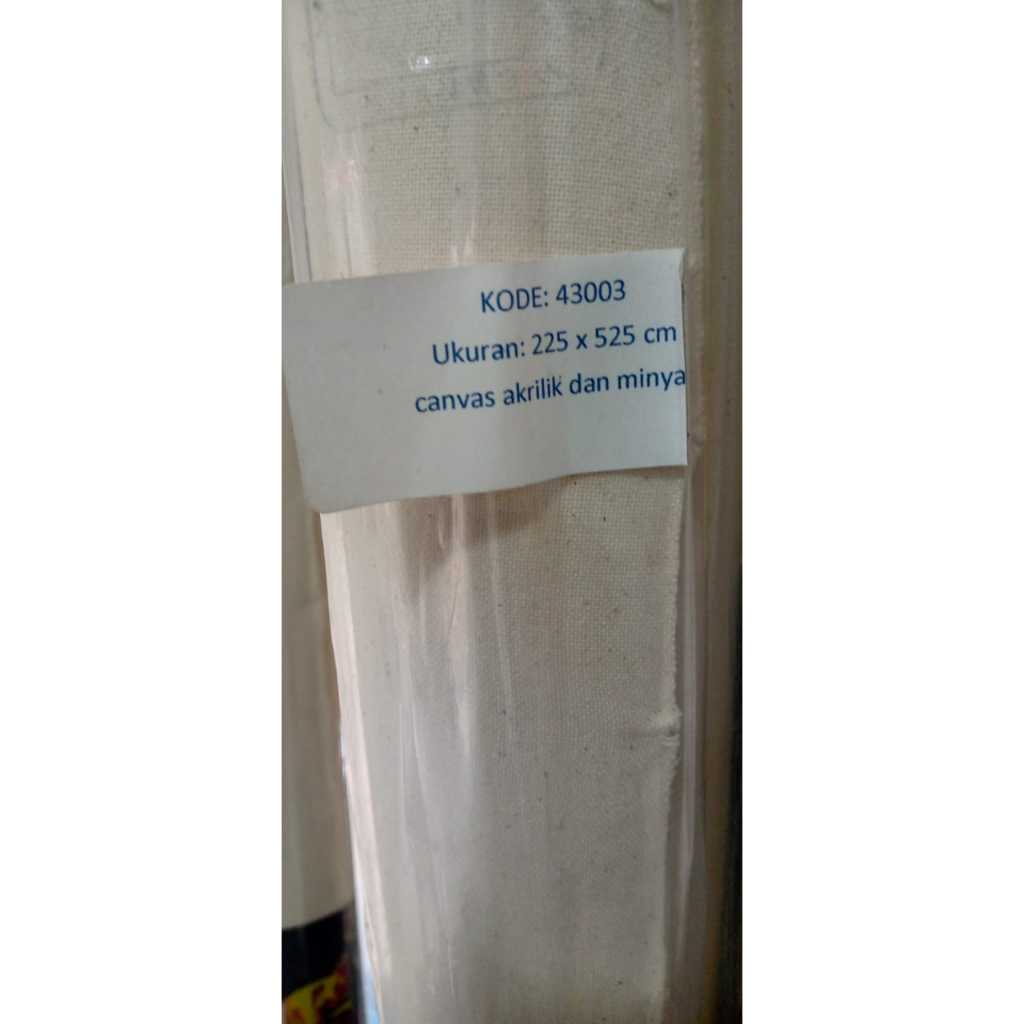 KODE: 43003
Ukuran: 225 x 525 cm
canvas akrilik dan minya